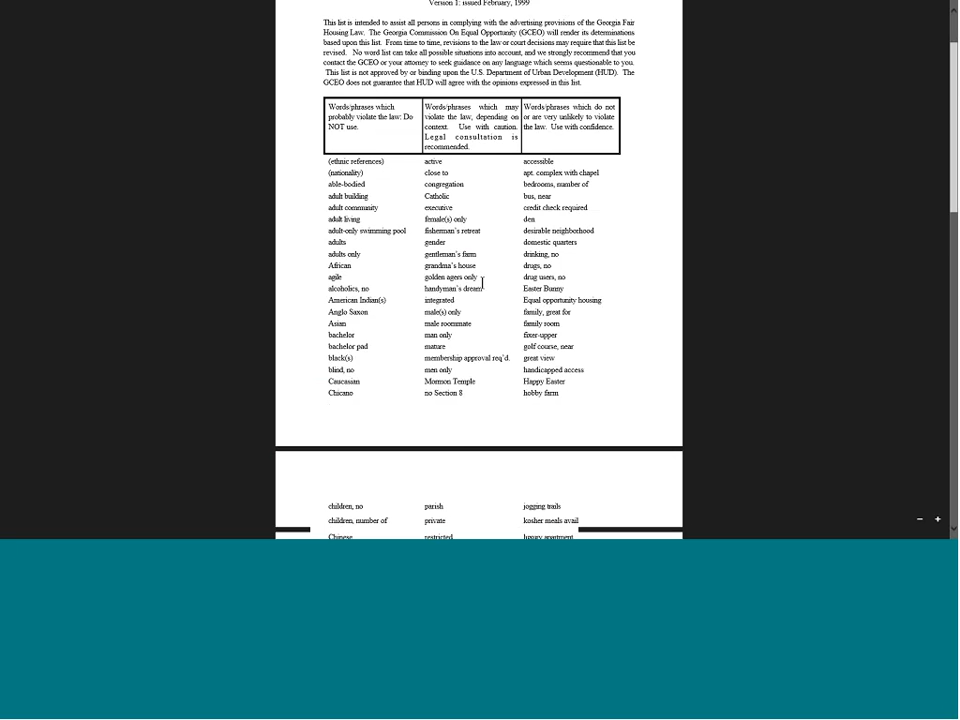 Version 1: issued February, 1999
This list is intended to assist all persons in complying with the advertising provisions of the Georgia Fair
Housing Law. The Georgia Commission On Equal Opportunity (GCEO) will render its determinations
based upon this list. From time to time, revisions to the law or court decisions may require that this list be
revised. No word list can take all possible situations into account, and we strongly recommend that you
contact the GCEO or your attorney to seek guidance on any language which seems questionable to you.
This list is not approved by or binding upon the U.S. Department of Urban Development (HUD). The
GCEO does not guarantee that HUD will agree with the opinions expressed in this list.
Words/phrases which Words/phrases which may Words/phrases which do not
probably violate the law: Do violate the law, depending on or are very unlikely to violate
NOT use. context. Use with caution. the law. Use with confidence.
Legal consultation is
recommended.
(ethnic references) active accessible
(nationality) close to apt. complex with chapel
able-bodied congregation bedrooms, number of
adult building Catholic bus, near
adult community executive credit check required
adult living female(s) only den
adult-only swimming pool fisherman's retreat desirable neighborhood
adults gender domestic quarters
adults only gentleman's farm drinking, no
African grandma's house drugs, no
agile golden agers only drug users, no
alcoholics, no handyman's dream Easter Bunny
American Indian(s) integrated Equal opportunity housing
Anglo Saxon male(s) only family, great for
Asian male roommate family room
bachelor man only fixer-upper
bachelor pad mature golf course, near
black(s) membership approval req'd. great view
blind, no men only handicapped access
Caucasian Mormon Temple Happy Easter
Chicano no Section 8 hobby farm
children, no parish jogging trails
children, number of private kosher meals avail
Chinese restricted luxury apartment